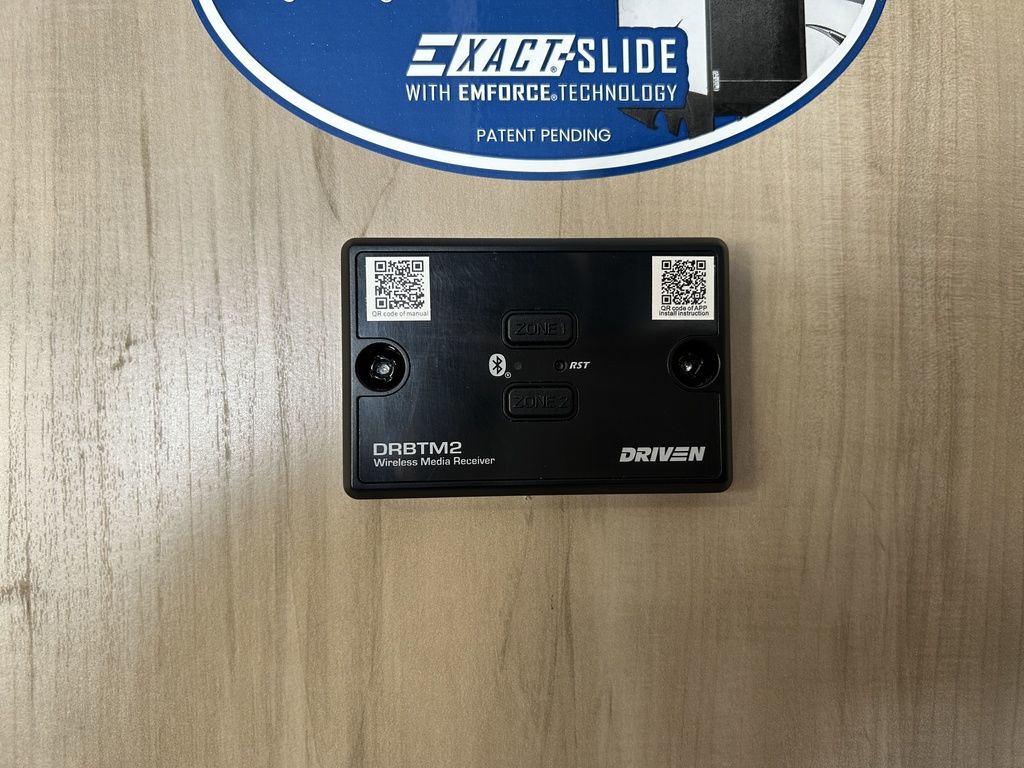 EXACT-SLIDE
WITH EMFORCE® TECHNOLOGY
PATENT PENDING
QR code of manual
QR code of APP
install instruction
ZONE 1
RST
ZONE 2
DRBTM2
Wireless Media Receiver
DRIVEN